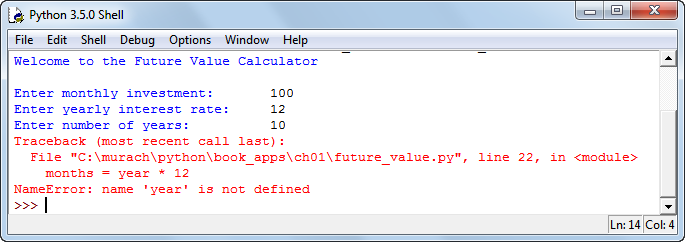 Python 3.5.0 Shell
File Edit Shell Debug Options Window Help
Welcome to the Future Value Calculator
Enter monthly investment: 100
Enter yearly interest rate: 12
Enter number of years: 10
Traceback (most recent call last):
  File "C:\murach\python\book_apps\ch01\future_value.py", line 22, in <module>
    months = year * 12
NameError: name 'year' is not defined
>>>
Ln: 14 Col: 4